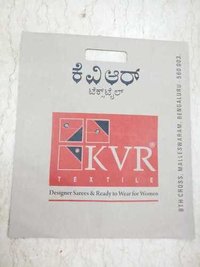 ಕೆವಿಆರ್
ಟೆಕ್ಸ್‌ಟೈಲ್
KVR®
TEXTILE
Designer Sarees & Ready to Wear for Women
8TH CROSS, MALLESWARAM, BENGALURU 560 003.